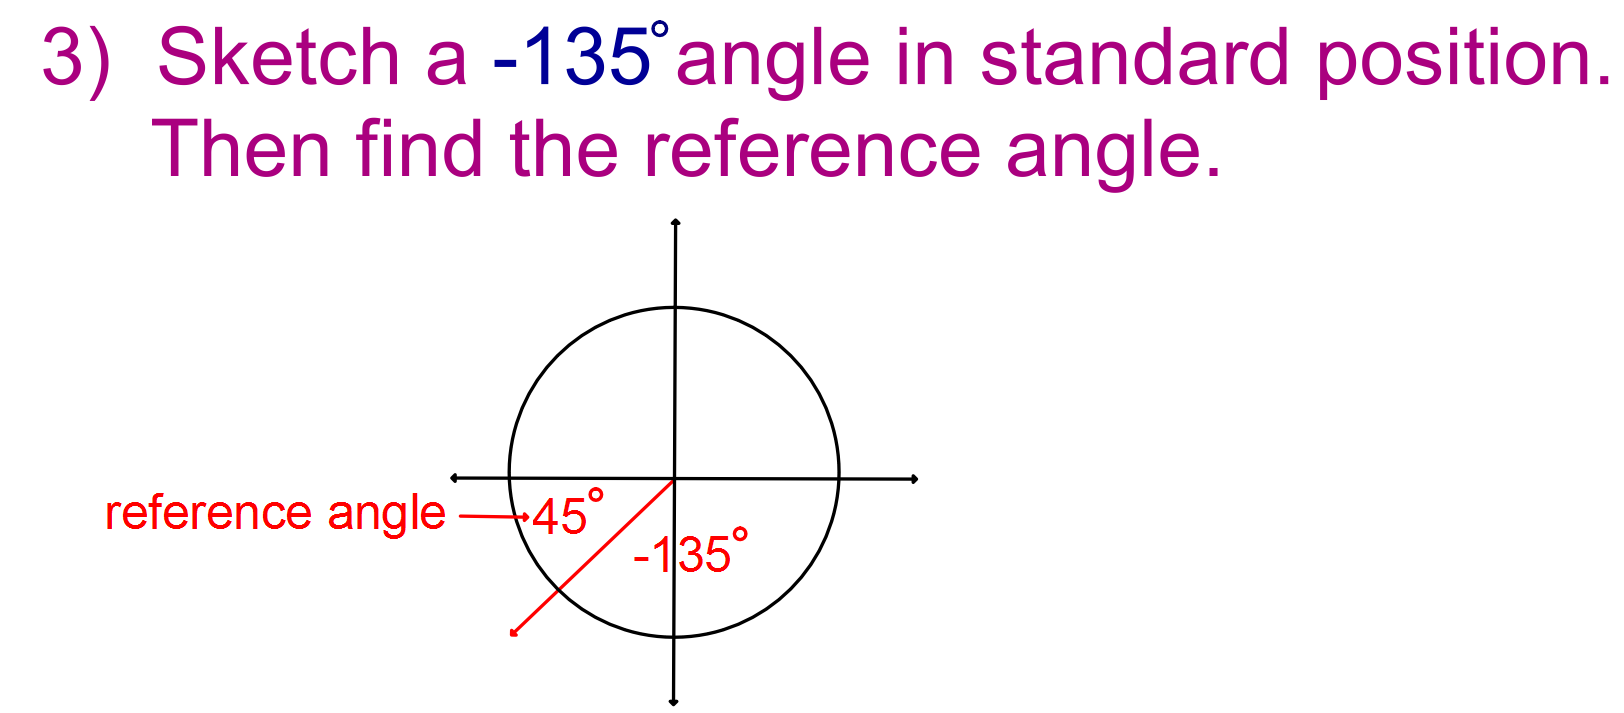 3) Sketch a -135° angle in standard position.
Then find the reference angle.
reference angle
45°
-135°